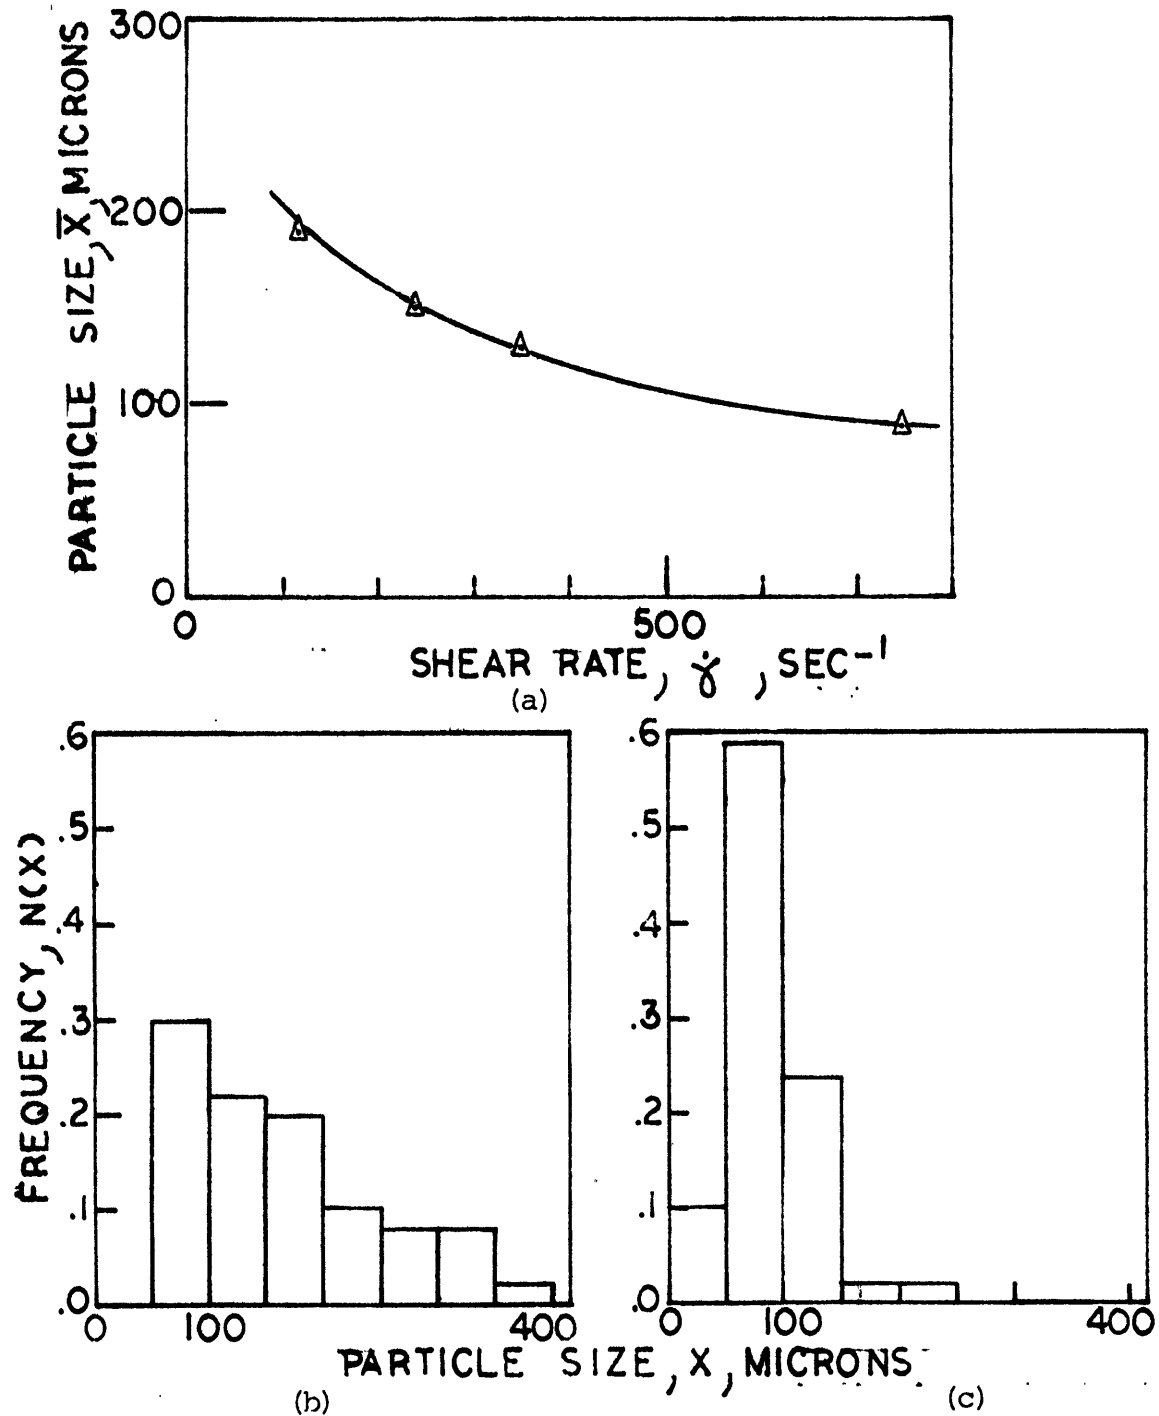 PARTICLE SIZE, X̅, MICRONS
300
200
100
0
0 500
SHEAR RATE, γ̇ , SEC⁻¹
(a)
FREQUENCY, N(X)
.6
.5
.4
.3
.2
.1
.0
0 100 400
.6
.5
.4
.3
.2
.1
.0
0 100 400
PARTICLE SIZE, X, MICRONS
(b) (c)